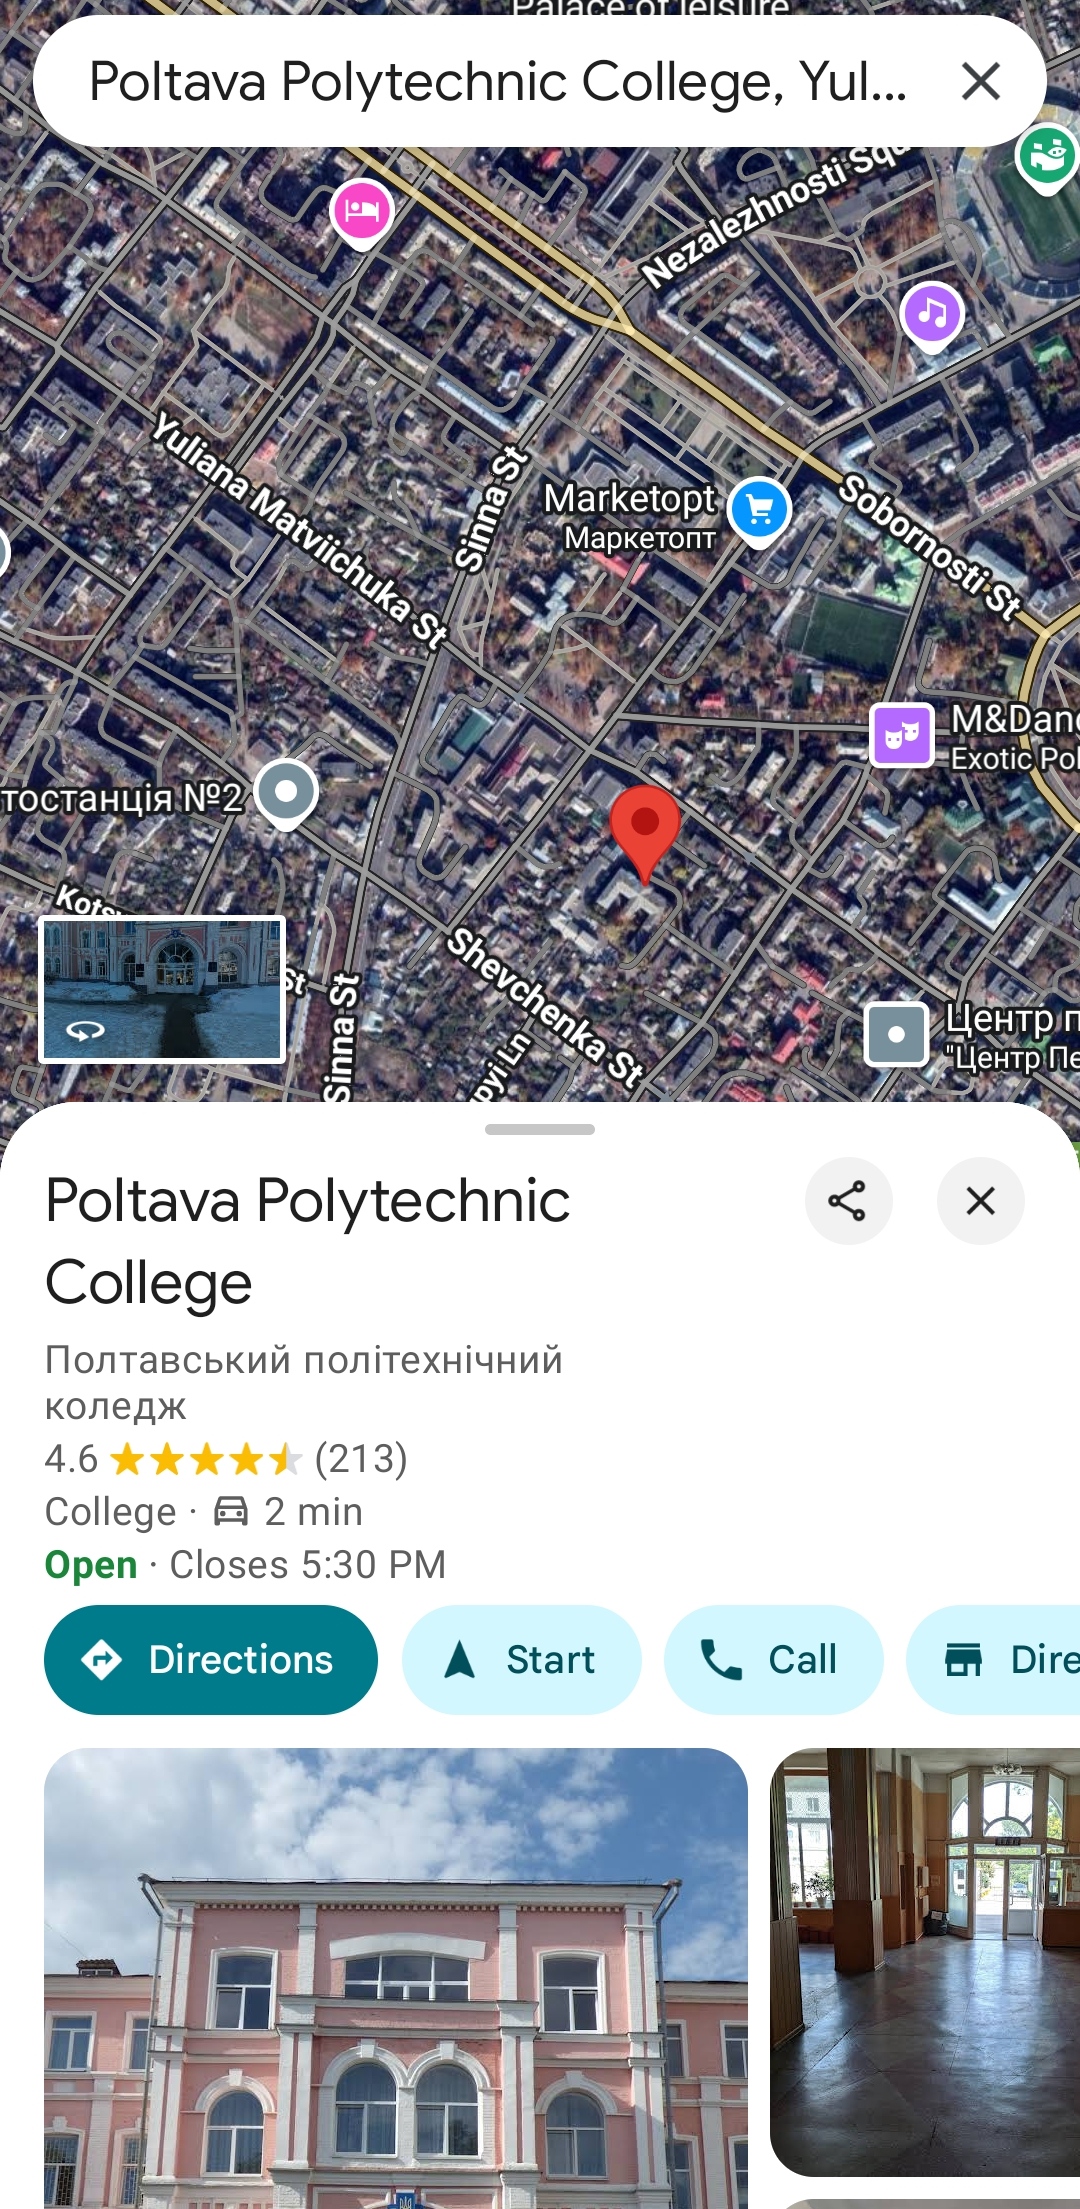 Palace of leisure
Poltava Polytechnic College, Yul...
Nezalezhnosti Squ
Yuliana Matviichuka St
Sinna St
Marketopt
Маркетопт
Sobornosti St
M&Danc
Exotic Pol
тостанція №2
Kots
St
Sinna St
Shevchenka St
pyi Ln
Центр п
"Центр Пе
Poltava Polytechnic
College
Полтавський політехнічний
коледж
4.6 (213)
College · 2 min
Open · Closes 5:30 PM
Directions
Start
Call
Dire